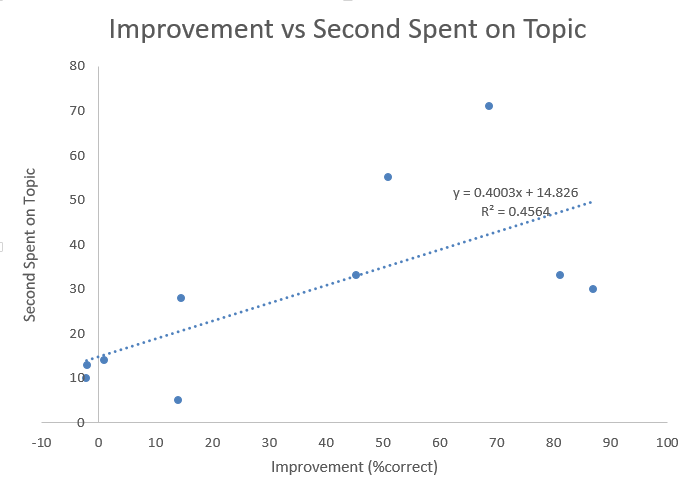 Improvement vs Second Spent on Topic
80
70
60
50
40
30
20
10
0
Second Spent on Topic
y = 0.4003x + 14.826
R² = 0.4564
-10 0 10 20 30 40 50 60 70 80 90 100
Improvement (%correct)